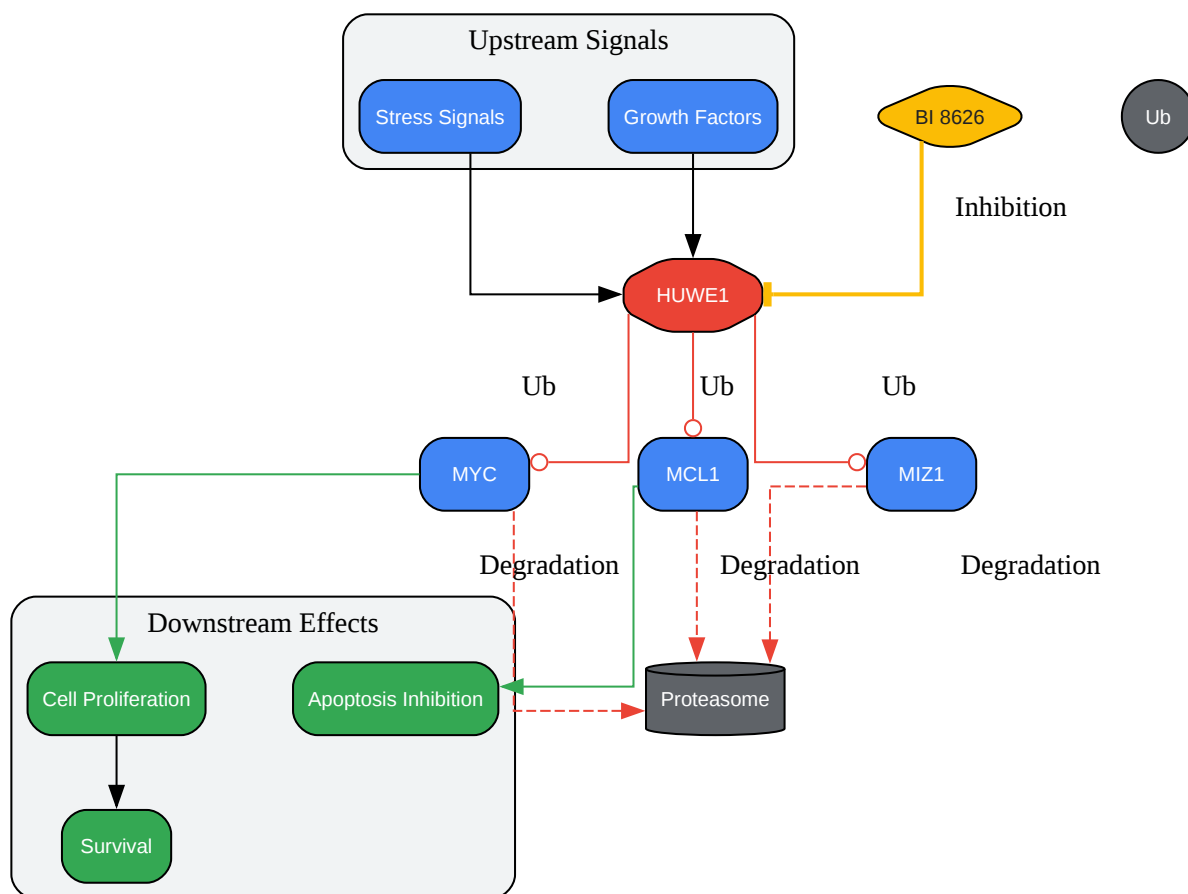 Upstream Signals
Stress Signals
Growth Factors
BI 8626
Ub
Inhibition
HUWE1
Ub
Ub
Ub
MYC
MCL1
MIZ1
Degradation
Degradation
Degradation
Downstream Effects
Cell Proliferation
Apoptosis Inhibition
Proteasome
Survival